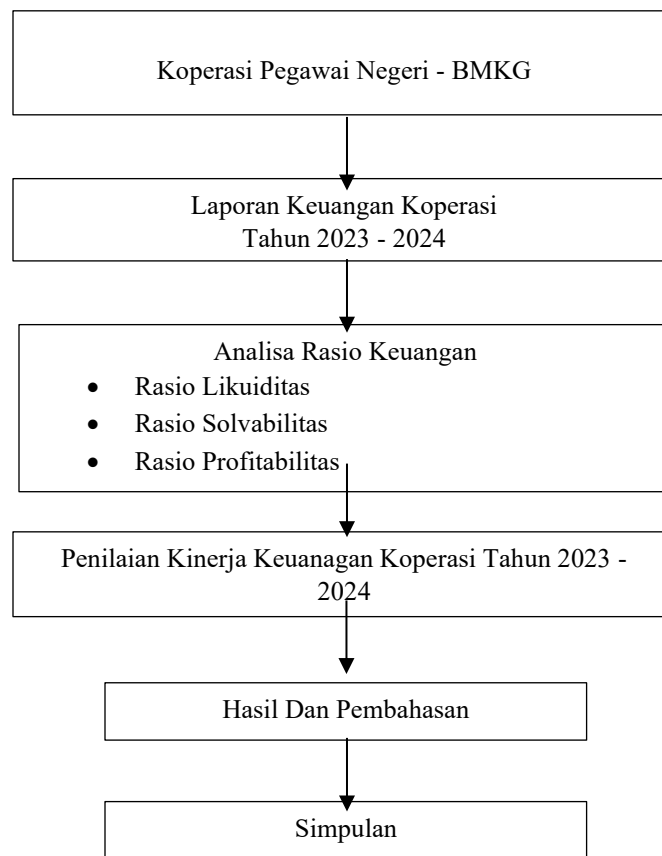 Koperasi Pegawai Negeri - BMKG
Laporan Keuangan Koperasi
Tahun 2023 - 2024
Analisa Rasio Keuangan
• Rasio Likuiditas
• Rasio Solvabilitas
• Rasio Profitabilitas
Penilaian Kinerja Keuanagan Koperasi Tahun 2023 -
2024
Hasil Dan Pembahasan
Simpulan